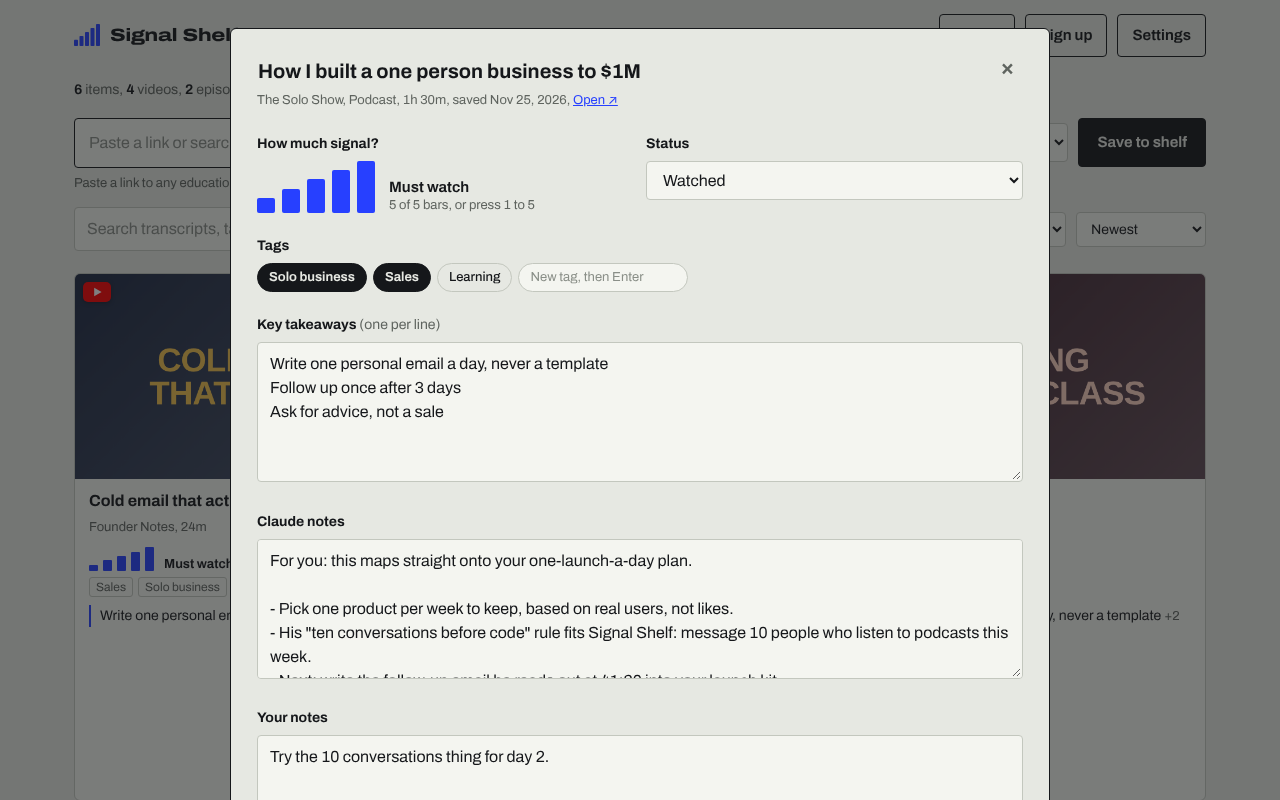 Signal Shelf
ign up
Settings
6 items, 4 videos, 2 episo
Paste a link or searc
Save to shelf
Paste a link to any educatio
Search transcripts, t
Newest
COL
THAT
NG
CLASS
Cold email that act
Founder Notes, 24m
Must watch
Sales
Solo business
Write one personal em
, never a template +2
How I built a one person business to $1M
×
The Solo Show, Podcast, 1h 30m, saved Nov 25, 2026, Open ↗
How much signal?
Must watch
5 of 5 bars, or press 1 to 5
Status
Watched
Tags
Solo business
Sales
Learning
New tag, then Enter
Key takeaways (one per line)
Write one personal email a day, never a template
Follow up once after 3 days
Ask for advice, not a sale
Claude notes
For you: this maps straight onto your one-launch-a-day plan.
- Pick one product per week to keep, based on real users, not likes.
- His "ten conversations before code" rule fits Signal Shelf: message 10 people who listen to podcasts this
week.
Your notes
Try the 10 conversations thing for day 2.